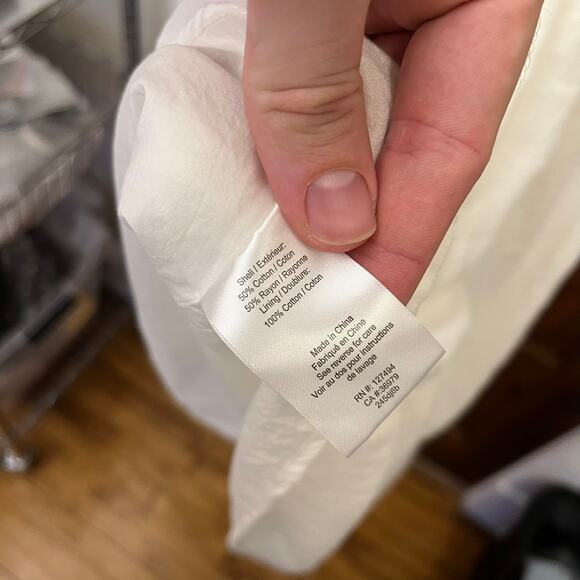 Shell / Extérieur:
50% Cotton / Coton
50% Rayon / Rayonne
Lining / Doublure:
100% Cotton / Coton
Made in China
Fabriqué en Chine
See reverse for care
Voir au dos pour instructions
de lavage
RN #: 127494
CA #:36979
245dj6b